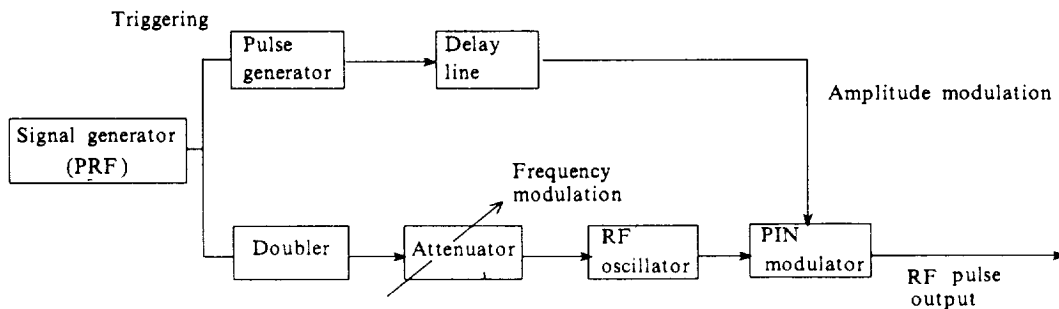 Triggering
Pulse
generator
Delay
line
Amplitude modulation
Signal generator
(PRF)
Frequency
modulation
Doubler
Attenuator
RF
oscillator
PIN
modulator
RF pulse
output